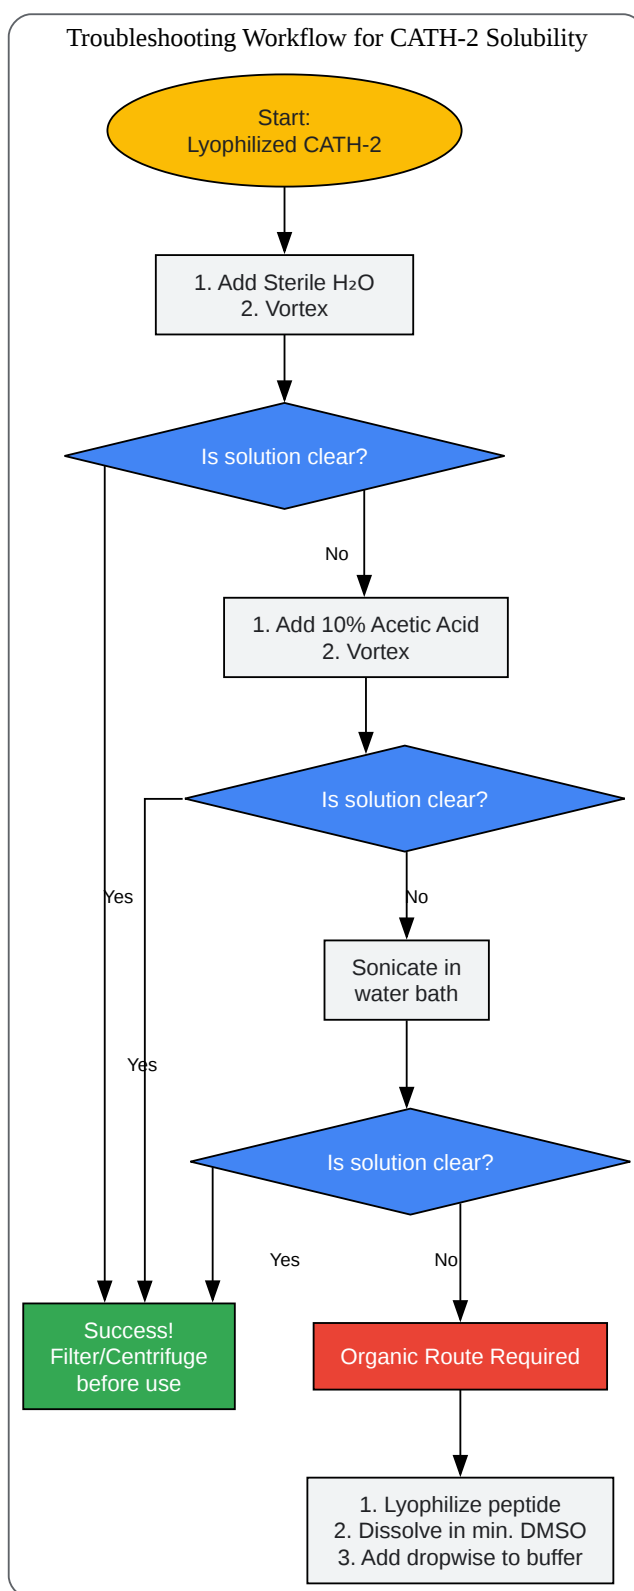 Troubleshooting Workflow for CATH-2 Solubility
Start:
Lyophilized CATH-2
1. Add Sterile H₂O
2. Vortex
Is solution clear?
No
1. Add 10% Acetic Acid
2. Vortex
Is solution clear?
Yes
No
Sonicate in
water bath
Yes
Is solution clear?
Yes
No
Success!
Filter/Centrifuge
before use
Organic Route Required
1. Lyophilize peptide
2. Dissolve in min. DMSO
3. Add dropwise to buffer